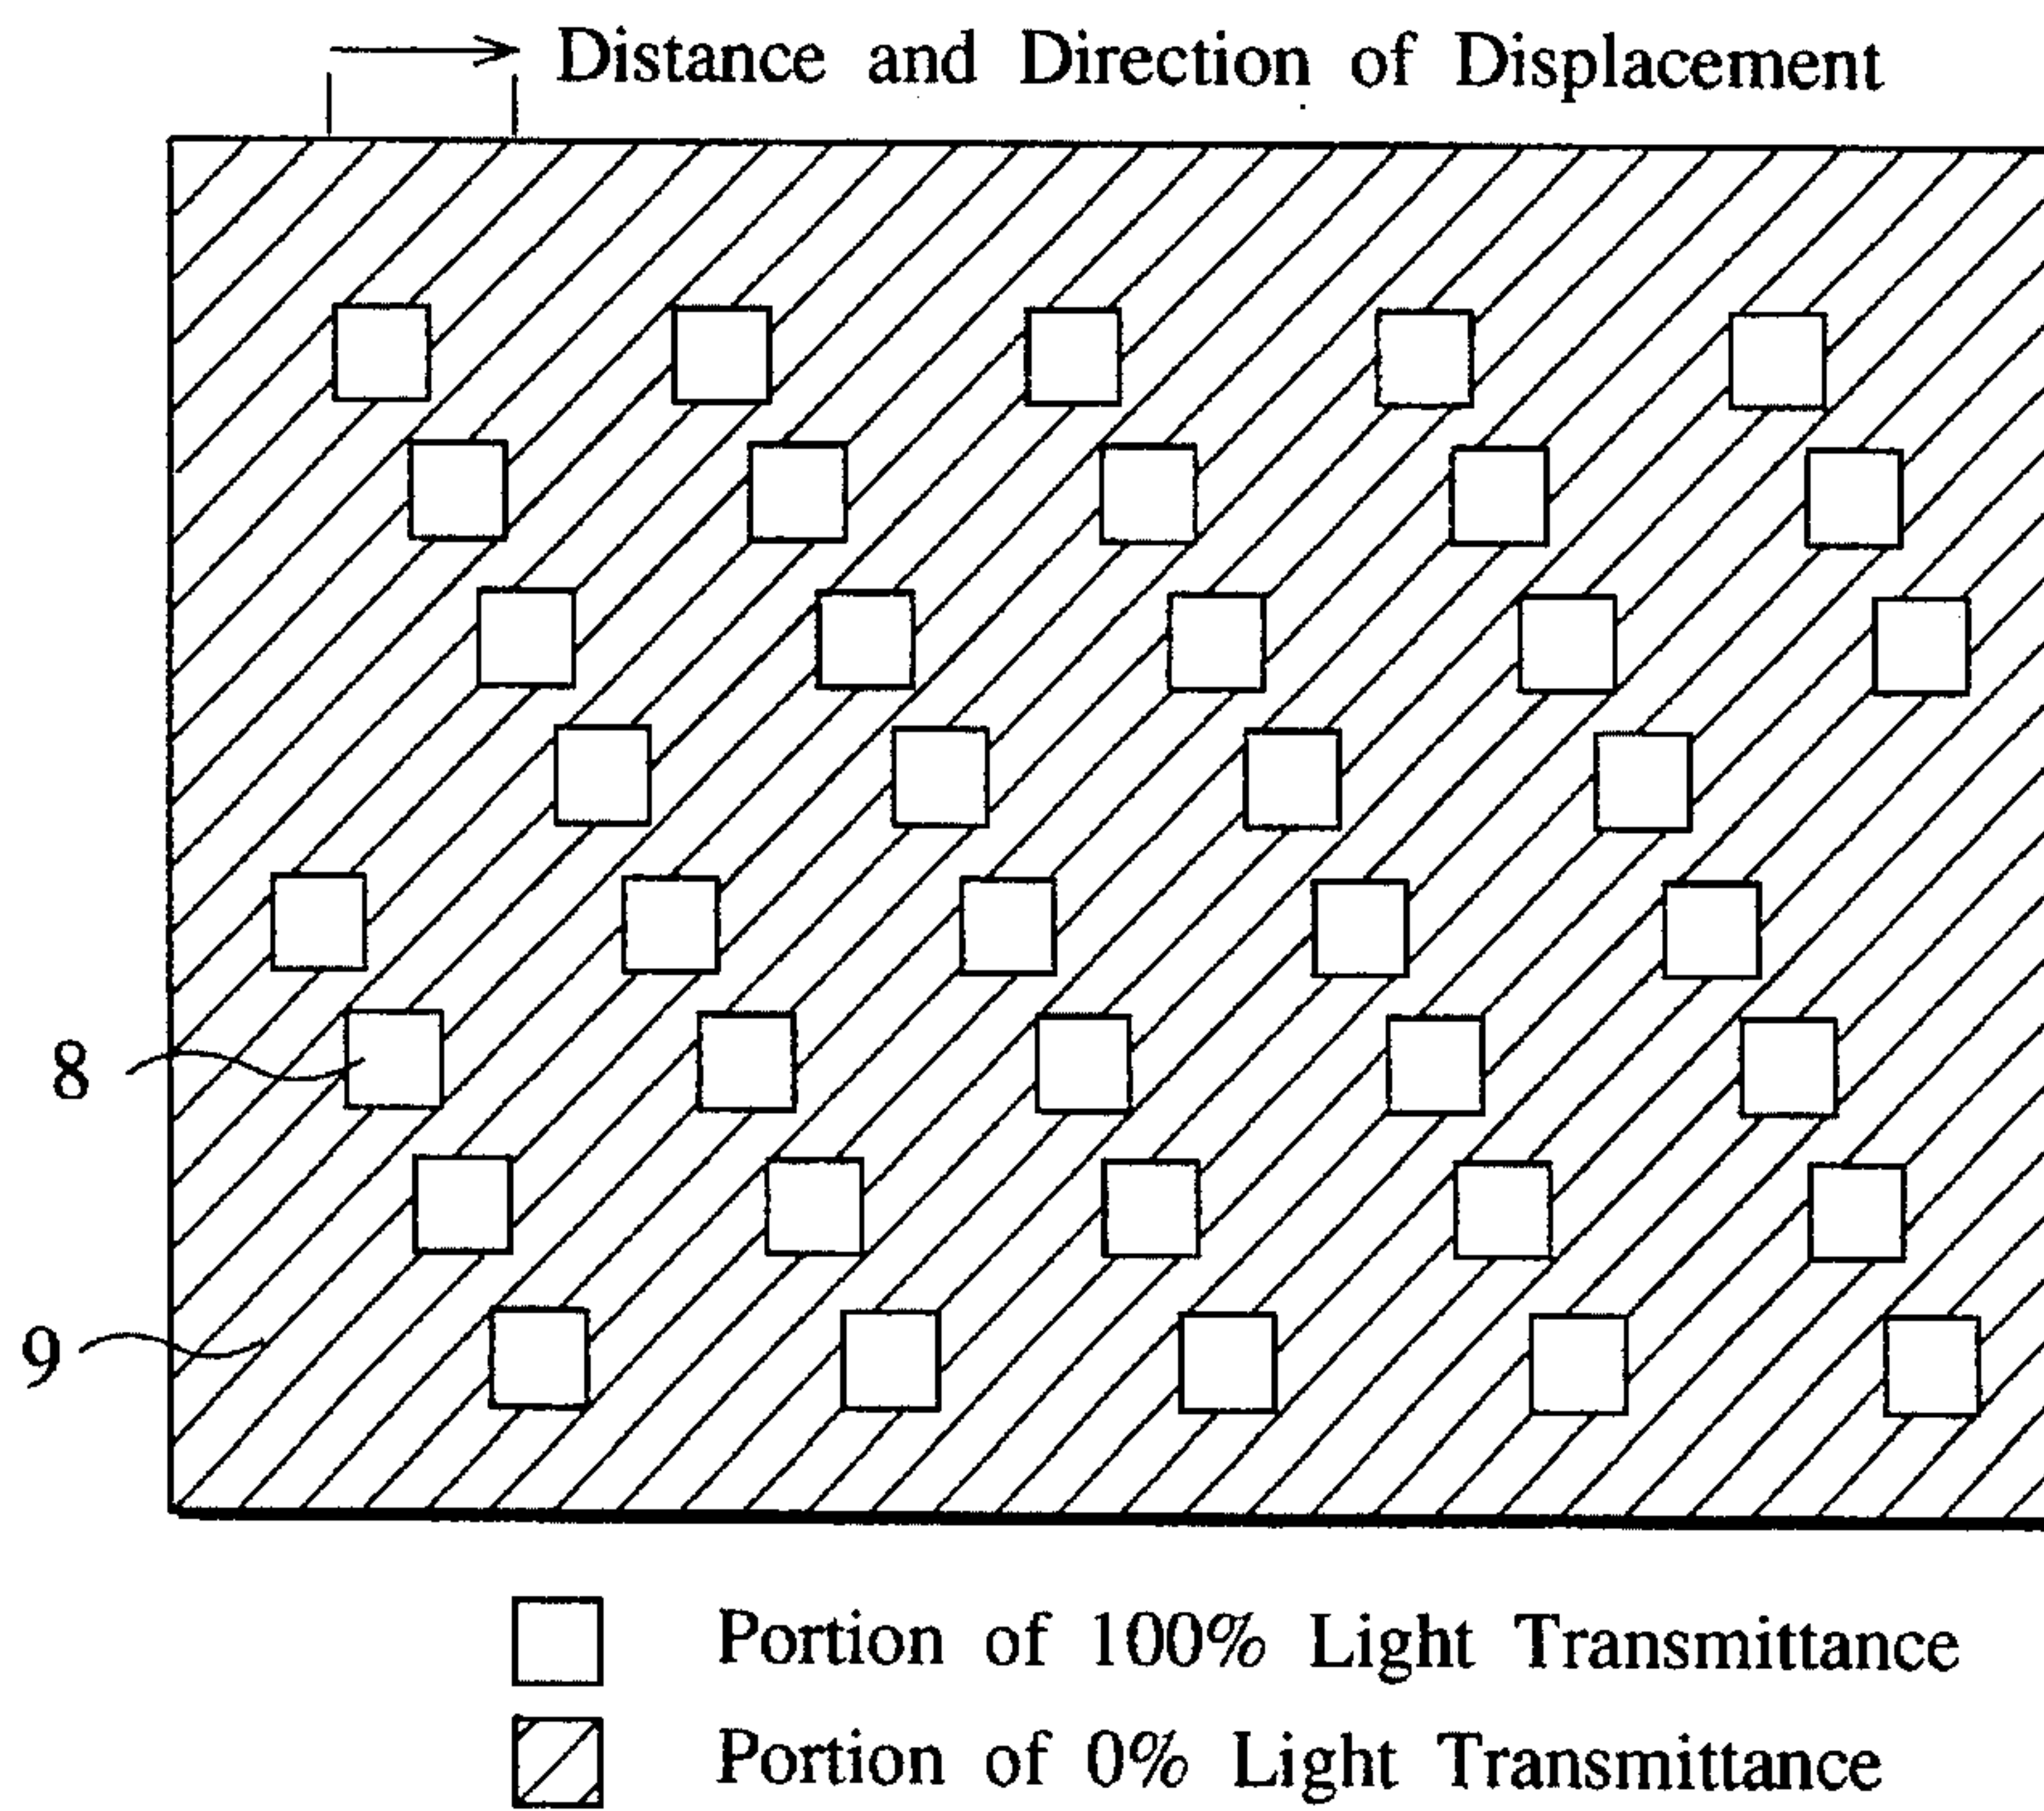 Distance and Direction of Displacement
8
9
Portion of 100% Light Transmittance
Portion of 0% Light Transmittance